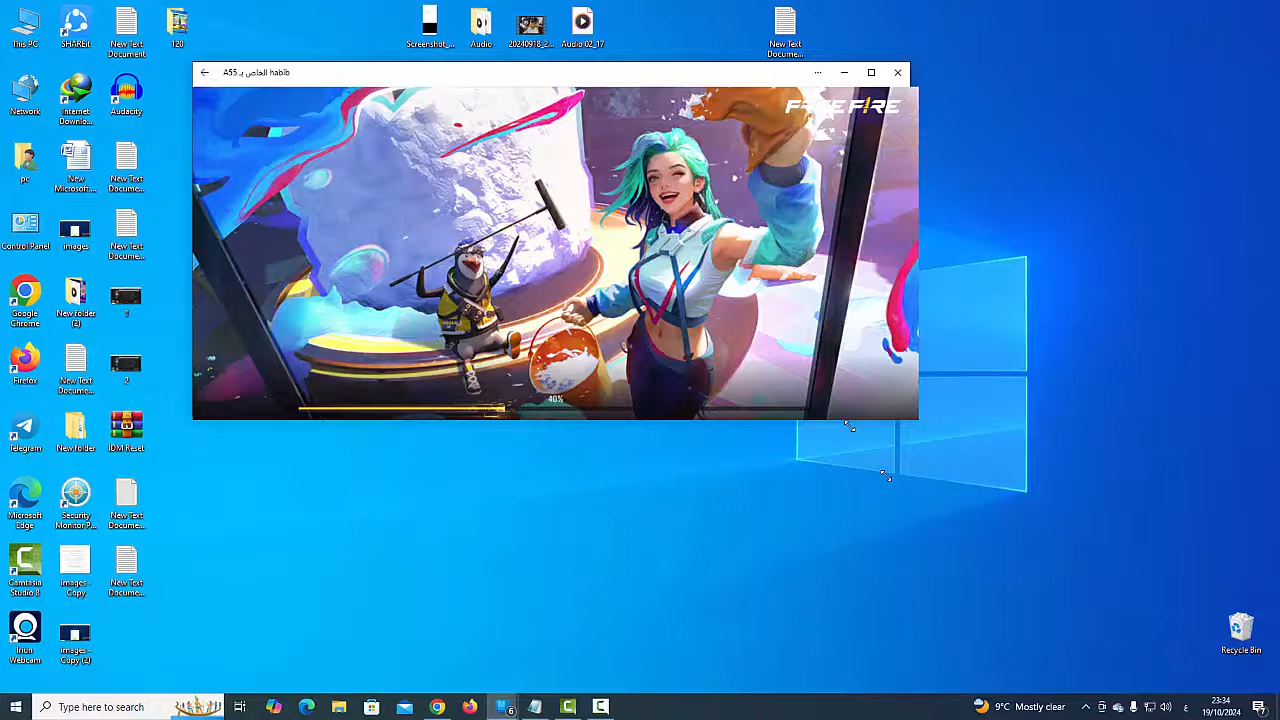 This PC
SHAREit
New Text
Document
120
Screenshot_...
Audio
20240918_2...
Audio 02_17
New Text
Docume...
A55 الخاص بـ habib
FREE FIRE
Network
Internet
Downlo...
Audacity
pc
New
Microsoft...
New Text
Docume...
Control Panel
images
New Text
Docume...
Google
Chrome
New folder
(2)
1
Firefox
New Text
Docume...
2
Telegram
New folder
IDM Reset
40%
Microsoft
Edge
Security
Monitor P...
New Text
Docume...
Camtasia
Studio 8
images -
Copy
New Text
Docume...
Iriun
Webcam
images -
Copy (2)
Recycle Bin
Type here to search
6
9°C Mostly clear
ع
23:34
19/10/2024